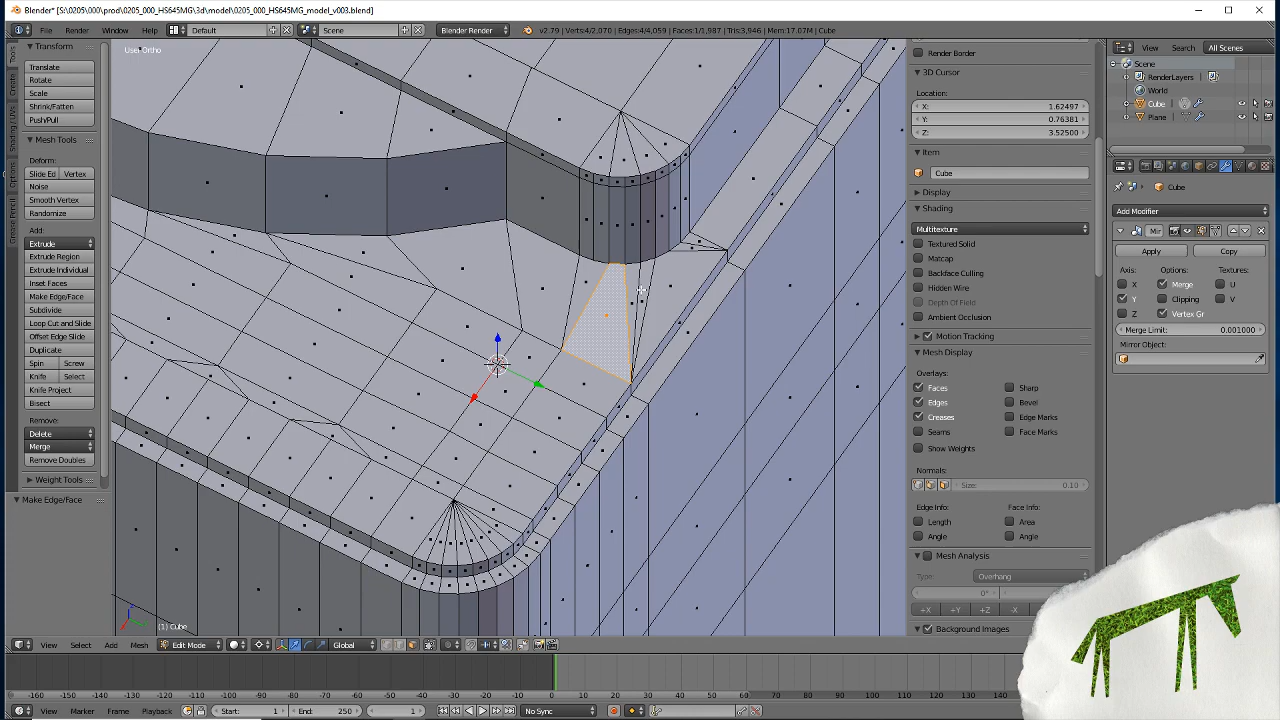 Blender* [S:\0205\000\prod\0205_000_HS645MG\3d\model\0205_000_HS645MG_model_v003.blend]
File Render Window Help Default Scene Blender Render v2.79 | Verts:4/2,070 | Edges:4/4,059 | Faces:1/1,987 | Tris:3,946 | Mem:17.07M | Cube
View Search All Scenes
Transform
User Ortho
Render Border
Scene
Translate
Rotate
Scale
Shrink/Fatten
Push/Pull
3D Cursor
Location:
X: 1.62497
Y: 0.76381
Z: 3.52500
RenderLayers
World
Cube
Plane
Mesh Tools
Deform:
Slide Ed Vertex
Noise
Smooth Vertex
Randomize
Add:
Extrude
Extrude Region
Extrude Individual
Inset Faces
Make Edge/Face
Subdivide
Loop Cut and Slide
Offset Edge Slide
Duplicate
Spin Screw
Knife Select
Knife Project
Bisect
Remove:
Delete
Merge
Remove Doubles
Weight Tools
Make Edge/Face
Tools
Create
Shading / UVs
Options
Grease Pencil
Item
Cube
Display
Shading
Multitexture
Textured Solid
Matcap
Backface Culling
Hidden Wire
Depth Of Field
Ambient Occlusion
Motion Tracking
Mesh Display
Overlays:
Faces Sharp
Edges Bevel
Creases Edge Marks
Seams Face Marks
Show Weights
Normals:
Size: 0.10
Edge Info: Face Info:
Length Area
Angle Angle
Mesh Analysis
Type: Overhang
0°
+X +Y +Z -X
Background Images
Cube
Add Modifier
Mir
Apply Copy
Axis: Options: Textures:
X Merge U
Y Clipping V
Z Vertex Gr
Merge Limit: 0.001000
Mirror Object:
(1) Cube
View Select Add Mesh Edit Mode Global
-160 -150 -140 -130 -120 -110 -100 -90 -80 -70 -60 -50 -40 -30 -20 -10 0 10 20 30 40 50 60 70 80 90 100 110 120 130 140
View Marker Frame Playback Start: 1 End: 250 1 No Sync